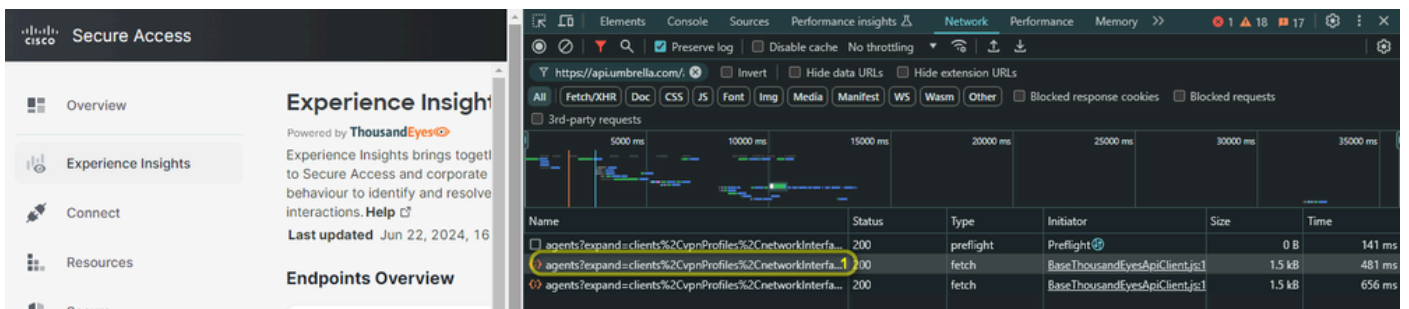 CISCO Secure Access
Overview
Experience Insights
Connect
Resources
Experience Insight
Powered by ThousandEyes
Experience Insights brings togetl
to Secure Access and corporate
behaviour to identify and resolve
interactions. Help
Last updated Jun 22, 2024, 16
Endpoints Overview
Elements Console Sources Performance insights Network Performance Memory 1 18 17
Preserve log Disable cache No throttling
https://api.umbrella.com/. Invert Hide data URLs Hide extension URLs
All Fetch/XHR Doc CSS JS Font Img Media Manifest WS Wasm Other Blocked response cookies Blocked requests
3rd-party requests
5000 ms 10000 ms 15000 ms 20000 ms 25000 ms 30000 ms 35000 ms
Name Status Type Initiator Size Time
agents?expand=clients%2CvpnProfiles%2CnetworkInterfa... 200 preflight Preflight 0 B 141 ms
agents?expand=clients%2CvpnProfiles%2CnetworkInterfa... 1 200 fetch BaseThousandEyesApiClient.js:1 1.5 kB 481 ms
agents?expand=clients%2CvpnProfiles%2CnetworkInterfa... 200 fetch BaseThousandEyesApiClient.js:1 1.5 kB 656 ms